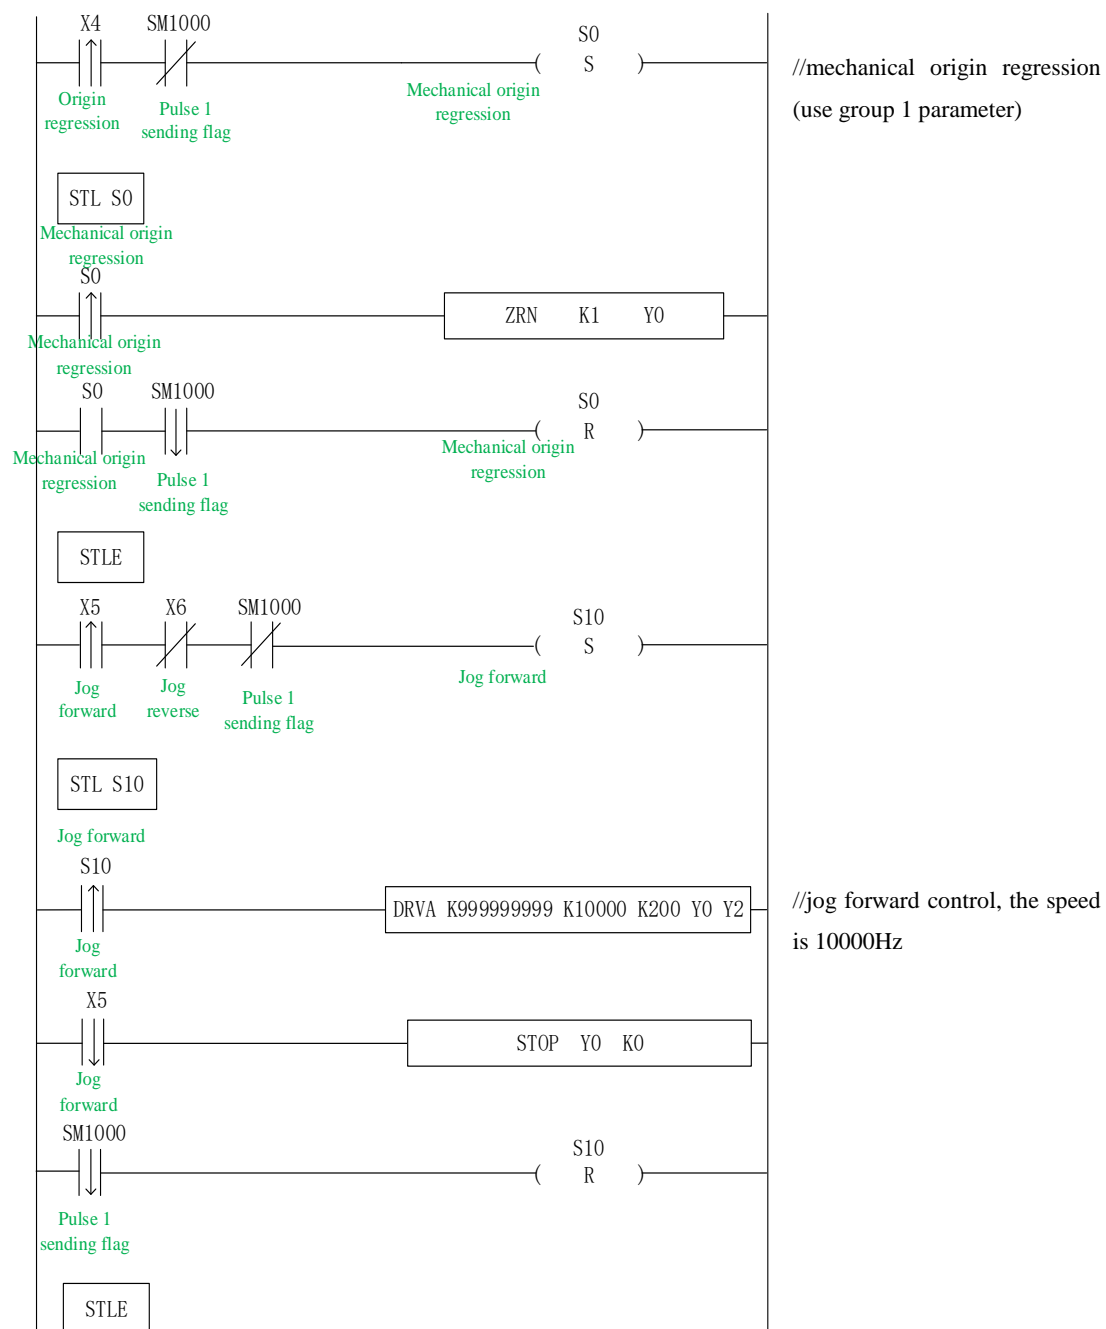 X4 SM1000
S0
S
Origin
regression
Pulse 1
sending flag
Mechanical origin
regression
//mechanical origin regression
(use group 1 parameter)
STL S0
Mechanical origin
regression
S0
ZRN K1 Y0
Mechanical origin
regression
S0 SM1000
S0
R
Mechanical origin
regression
Pulse 1
sending flag
Mechanical origin
regression
STLE
X5 X6 SM1000
S10
S
Jog
forward
Jog
reverse
Pulse 1
sending flag
Jog forward
STL S10
Jog forward
S10
DRVA K999999999 K10000 K200 Y0 Y2
Jog
forward
//jog forward control, the speed
is 10000Hz
X5
STOP Y0 K0
Jog
forward
SM1000
S10
R
Pulse 1
sending flag
STLE